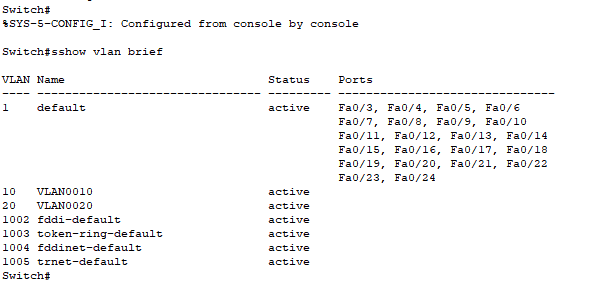 Switch#
%SYS-5-CONFIG_I: Configured from console by console

Switch#sshow vlan brief

VLAN Name                             Status    Ports
---- -------------------------------- --------- -------------------------------
1    default                          active    Fa0/3, Fa0/4, Fa0/5, Fa0/6
                                                Fa0/7, Fa0/8, Fa0/9, Fa0/10
                                                Fa0/11, Fa0/12, Fa0/13, Fa0/14
                                                Fa0/15, Fa0/16, Fa0/17, Fa0/18
                                                Fa0/19, Fa0/20, Fa0/21, Fa0/22
                                                Fa0/23, Fa0/24
10   VLAN0010                         active
20   VLAN0020                         active
1002 fddi-default                     active
1003 token-ring-default               active
1004 fddinet-default                  active
1005 trnet-default                    active
Switch#